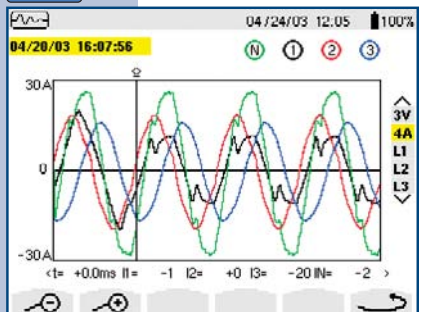 04/24/03 12:05 100%
04/20/03 16:07:56 N 1 2 3
30A
3V
4A
L1
0
L2
L3
-30A
<t= +0.0ms I1= -1 I2= +0 I3= -20 IN= -2 >